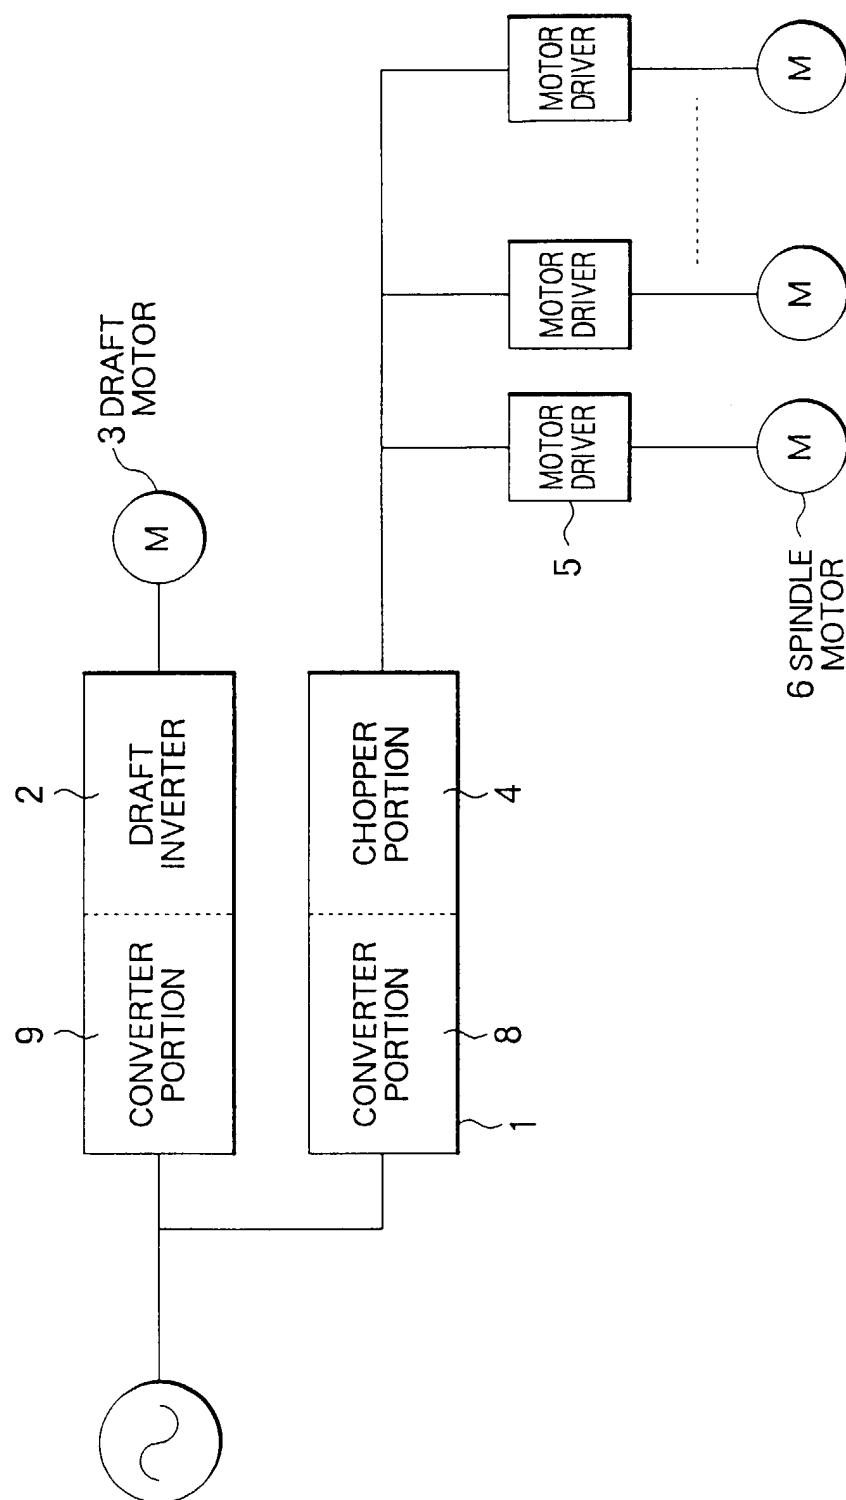 9
2
CONVERTER
PORTION
DRAFT
INVERTER
M
3 DRAFT
MOTOR
CONVERTER
PORTION
CHOPPER
PORTION
1
8
4
MOTOR
DRIVER
MOTOR
DRIVER
MOTOR
DRIVER
5
M
M
M
6 SPINDLE
MOTOR